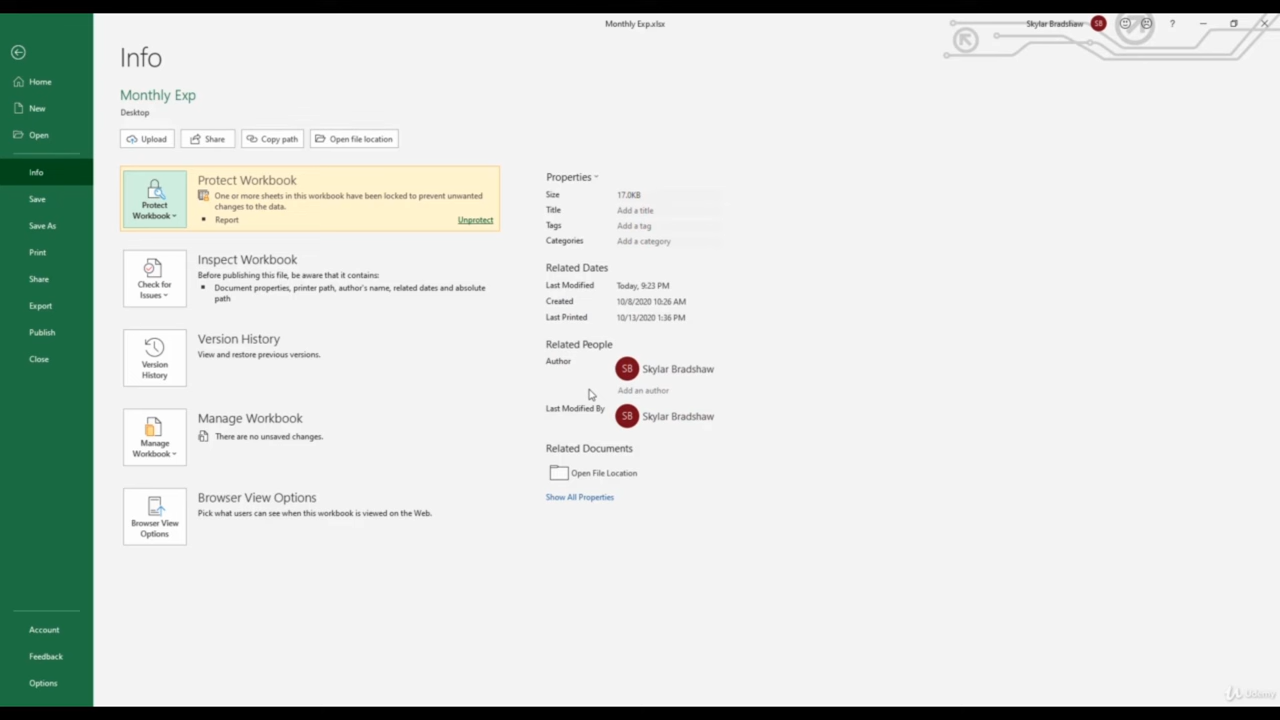 Monthly Exp.xlsx
Skylar Bradshaw
SB
?
Info
Home
New
Open
Info
Save
Save As
Print
Share
Export
Publish
Close
Account
Feedback
Options
Monthly Exp
Desktop
Upload
Share
Copy path
Open file location
Protect Workbook
Protect Workbook
One or more sheets in this workbook have been locked to prevent unwanted
changes to the data.
Report
Unprotect
Check for
Issues
Inspect Workbook
Before publishing this file, be aware that it contains:
Document properties, printer path, author's name, related dates and absolute
path
Version
History
Version History
View and restore previous versions.
Manage
Workbook
Manage Workbook
There are no unsaved changes.
Browser View
Options
Browser View Options
Pick what users can see when this workbook is viewed on the Web.
Properties
Size 17.0KB
Title Add a title
Tags Add a tag
Categories Add a category
Related Dates
Last Modified Today, 9:23 PM
Created 10/8/2020 10:26 AM
Last Printed 10/13/2020 1:36 PM
Related People
Author
SB Skylar Bradshaw
Add an author
Last Modified By
SB Skylar Bradshaw
Related Documents
Open File Location
Show All Properties
Udemy